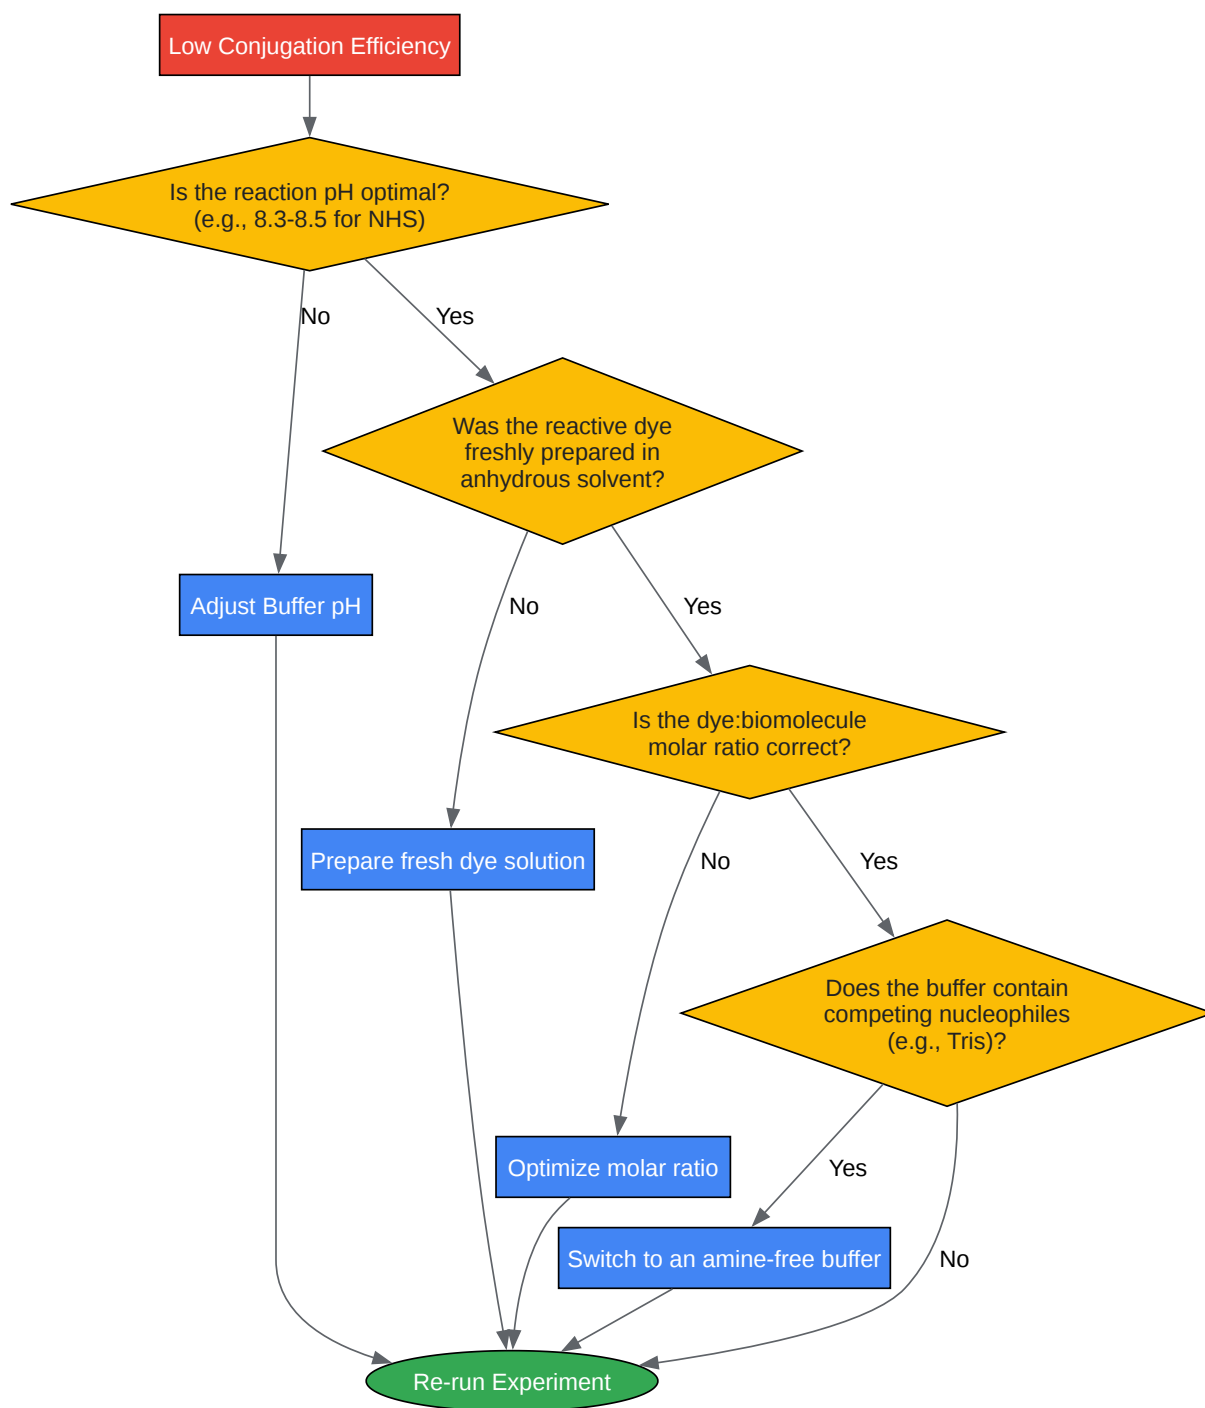 Low Conjugation Efficiency
Is the reaction pH optimal?
(e.g., 8.3-8.5 for NHS)
No
Yes
Was the reactive dye
freshly prepared in
anhydrous solvent?
Adjust Buffer pH
No
Yes
Is the dye:biomolecule
molar ratio correct?
Prepare fresh dye solution
No
Yes
Does the buffer contain
competing nucleophiles
(e.g., Tris)?
Optimize molar ratio
Yes
Switch to an amine-free buffer
No
Re-run Experiment